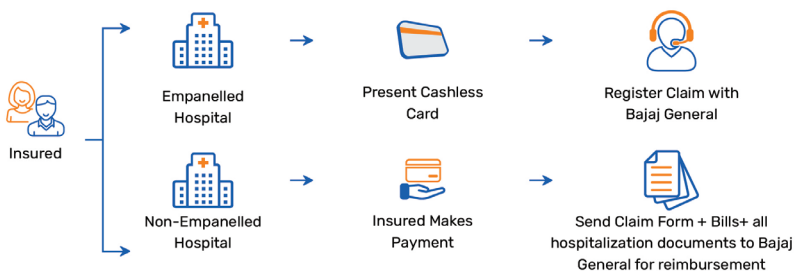 Insured
Empanelled
Hospital
Present Cashless
Card
Register Claim with
Bajaj General
Non-Empanelled
Hospital
Insured Makes
Payment
Send Claim Form + Bills+ all
hospitalization documents to Bajaj
General for reimbursement